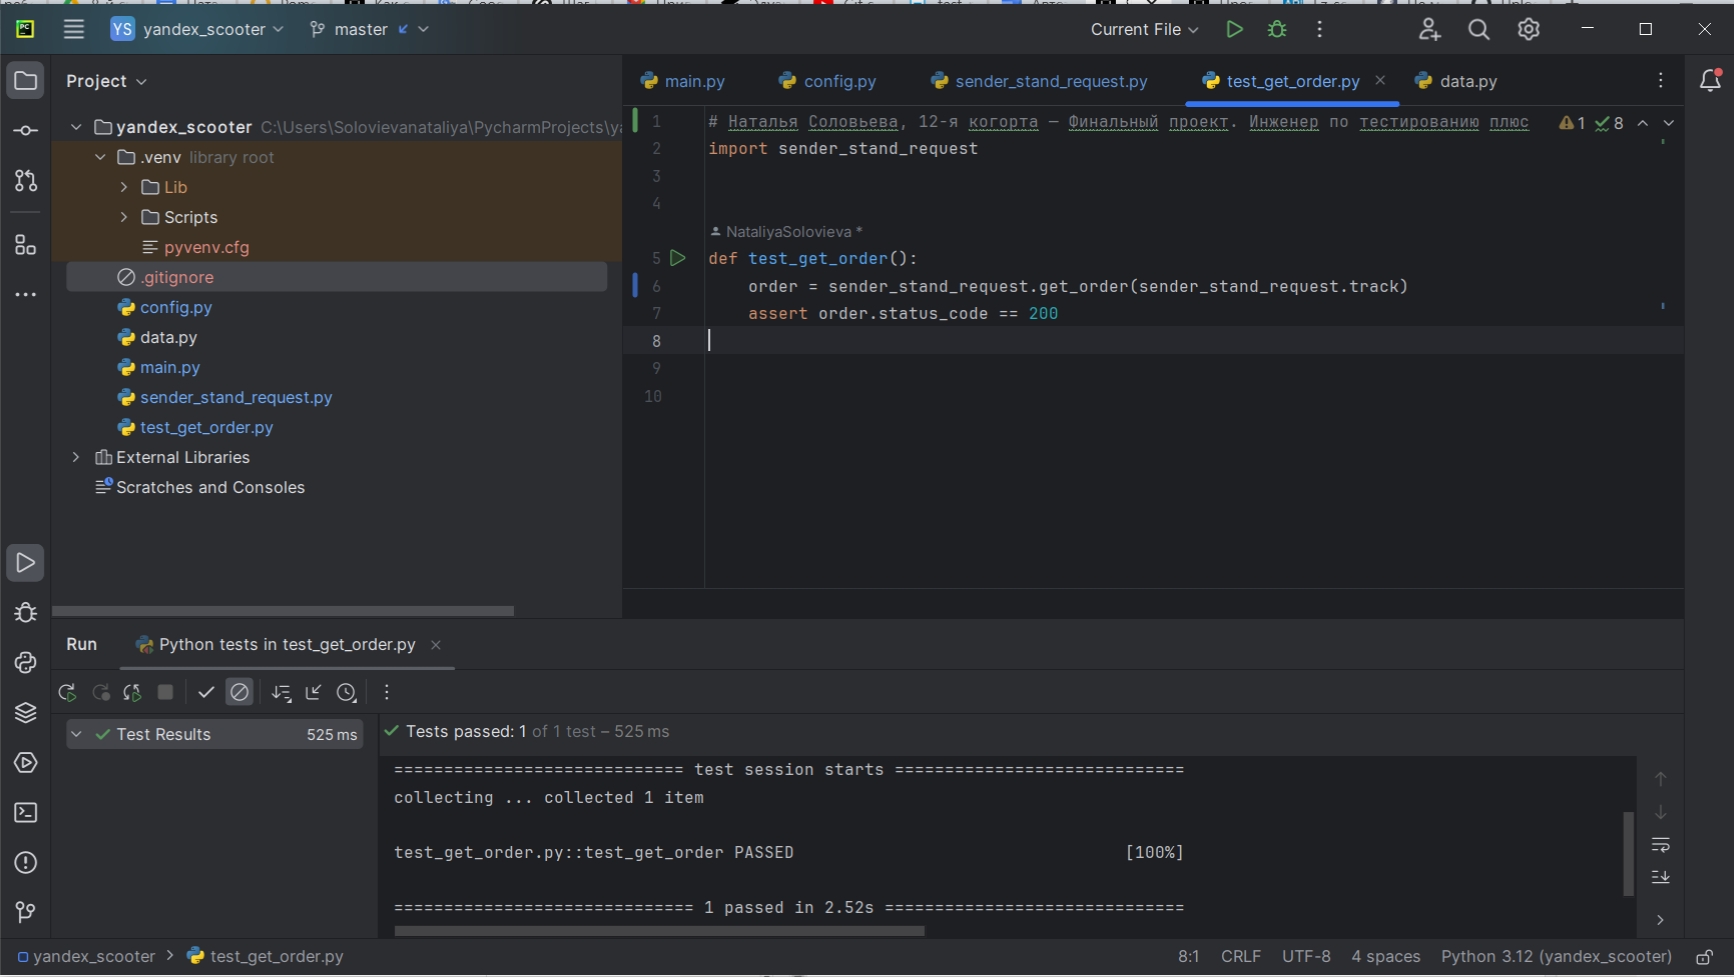 YS yandex_scooter master Current File
Project
main.py config.py sender_stand_request.py test_get_order.py data.py
yandex_scooter C:\Users\Solovievanataliya\PycharmProjects\ya
.venv library root
Lib
Scripts
pyvenv.cfg
.gitignore
config.py
data.py
main.py
sender_stand_request.py
test_get_order.py
External Libraries
Scratches and Consoles
1 # Наталья Соловьева, 12-я когорта — Финальный проект. Инженер по тестированию плюс 1 8
2 import sender_stand_request
3
4
NataliyaSolovieva *
5 def test_get_order():
6 order = sender_stand_request.get_order(sender_stand_request.track)
7 assert order.status_code == 200
8
9
10
Run Python tests in test_get_order.py
Test Results 525 ms
Tests passed: 1 of 1 test – 525 ms
============================= test session starts =============================
collecting ... collected 1 item
test_get_order.py::test_get_order PASSED [100%]
============================== 1 passed in 2.52s ==============================
yandex_scooter test_get_order.py 8:1 CRLF UTF-8 4 spaces Python 3.12 (yandex_scooter)